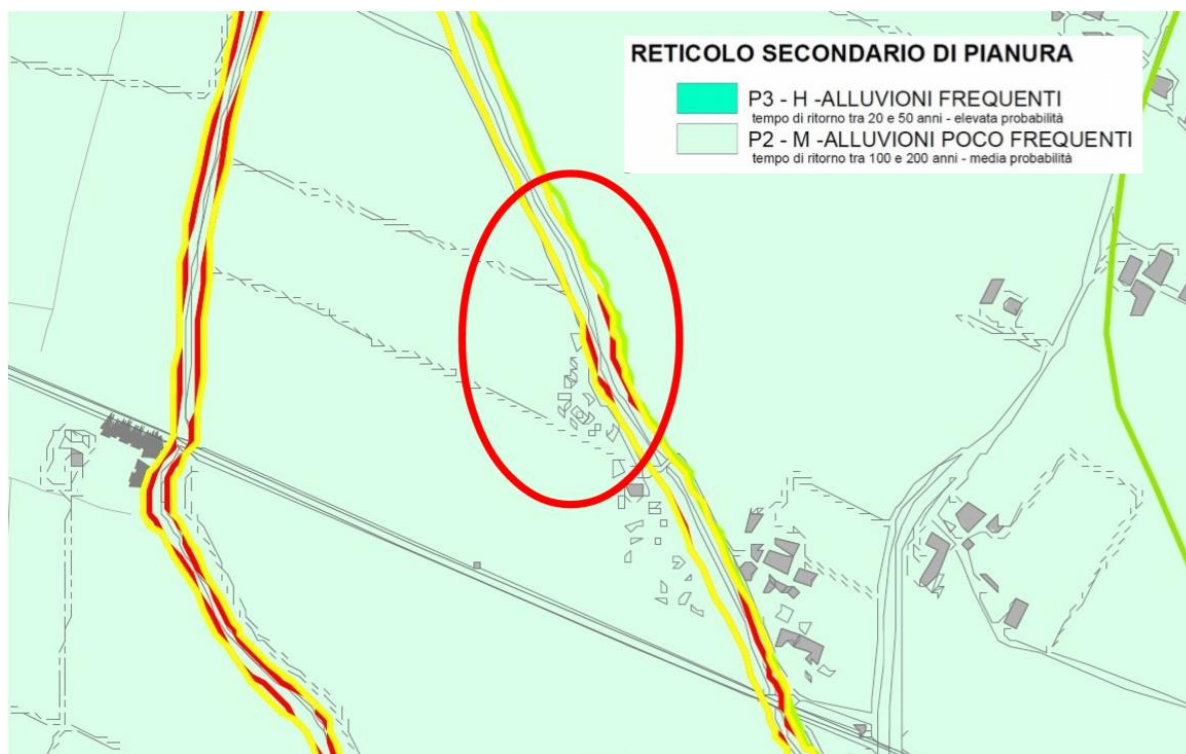 RETICOLO SECONDARIO DI PIANURA
P3 - H -ALLUVIONI FREQUENTI
tempo di ritorno tra 20 e 50 anni - elevata probabilità
P2 - M -ALLUVIONI POCO FREQUENTI
tempo di ritorno tra 100 e 200 anni - media probabilità